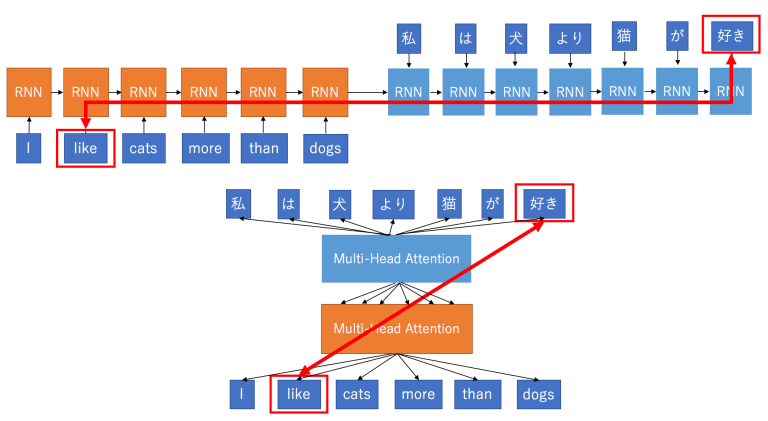 私 は 犬 より 猫 が 好き
RNN RNN RNN RNN RNN RNN RNN RNN RNN RNN RNN RNN RNN
I like cats more than dogs
私 は 犬 より 猫 が 好き
Multi-Head Attention
Multi-Head Attention
I like cats more than dogs